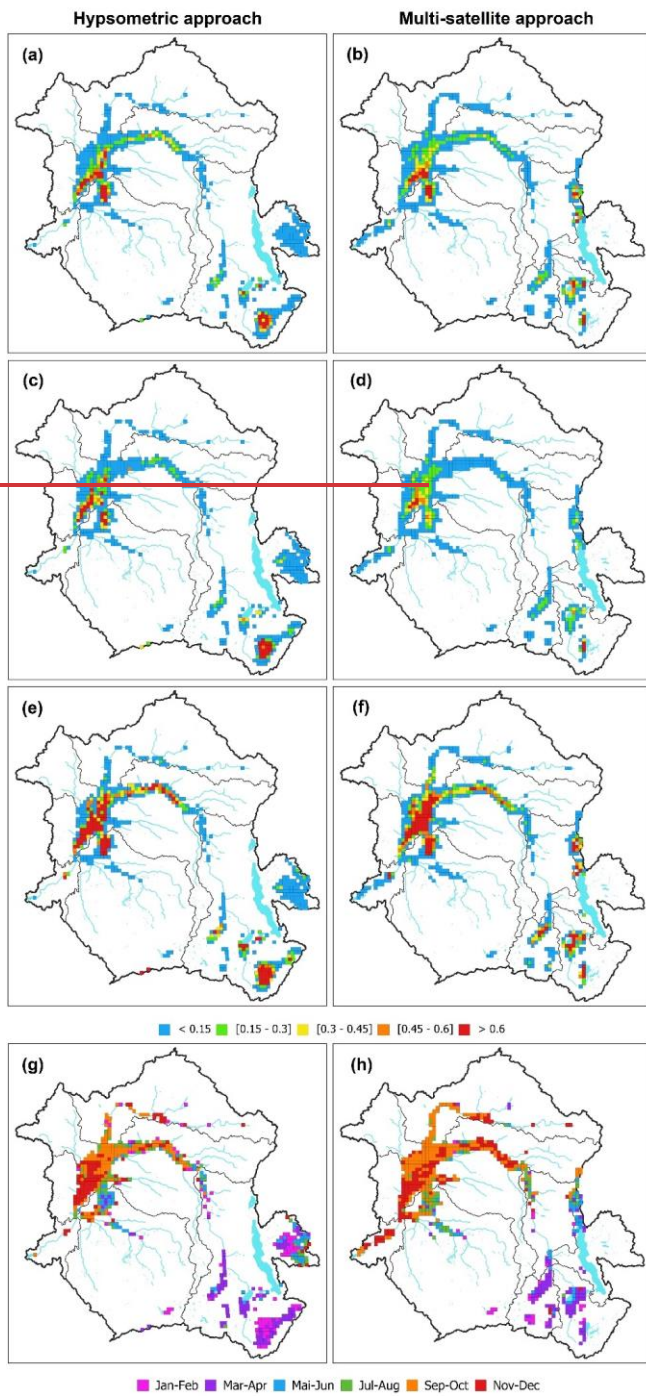 Hypsometric approach Multi-satellite approach
(a) (b)
(c) (d)
(e) (f)
< 0.15 [0.15 - 0.3] [0.3 - 0.45] [0.45 - 0.6] > 0.6
(g) (h)
Jan-Feb Mar-Apr Mai-Jun Jul-Aug Sep-Oct Nov-Dec